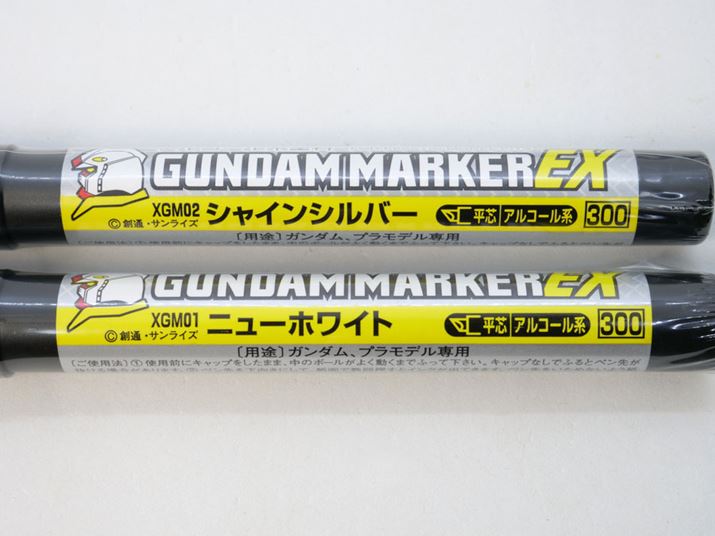 GUNDAM MARKER EX
XGM02 シャインシルバー 平芯 アルコール系 300
©創通・サンライズ
〔用途〕ガンダム、プラモデル専用
GUNDAM MARKER EX
XGM01 ニューホワイト 平芯 アルコール系 300
©創通・サンライズ
〔用途〕ガンダム、プラモデル専用
〔ご使用法〕①使用前にキャップをしたまま、中のボールがよく動くまでふって下さい。キャップなしでふるとペン先が